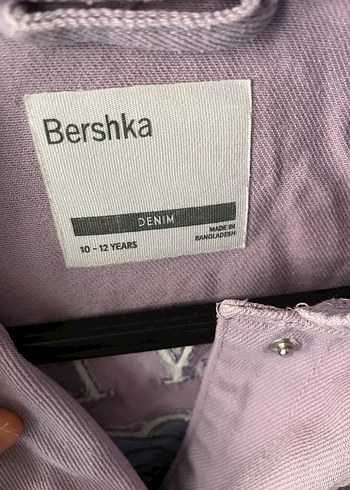 Bershka
DENIM
10 - 12 YEARS
MADE IN
BANGLADESH